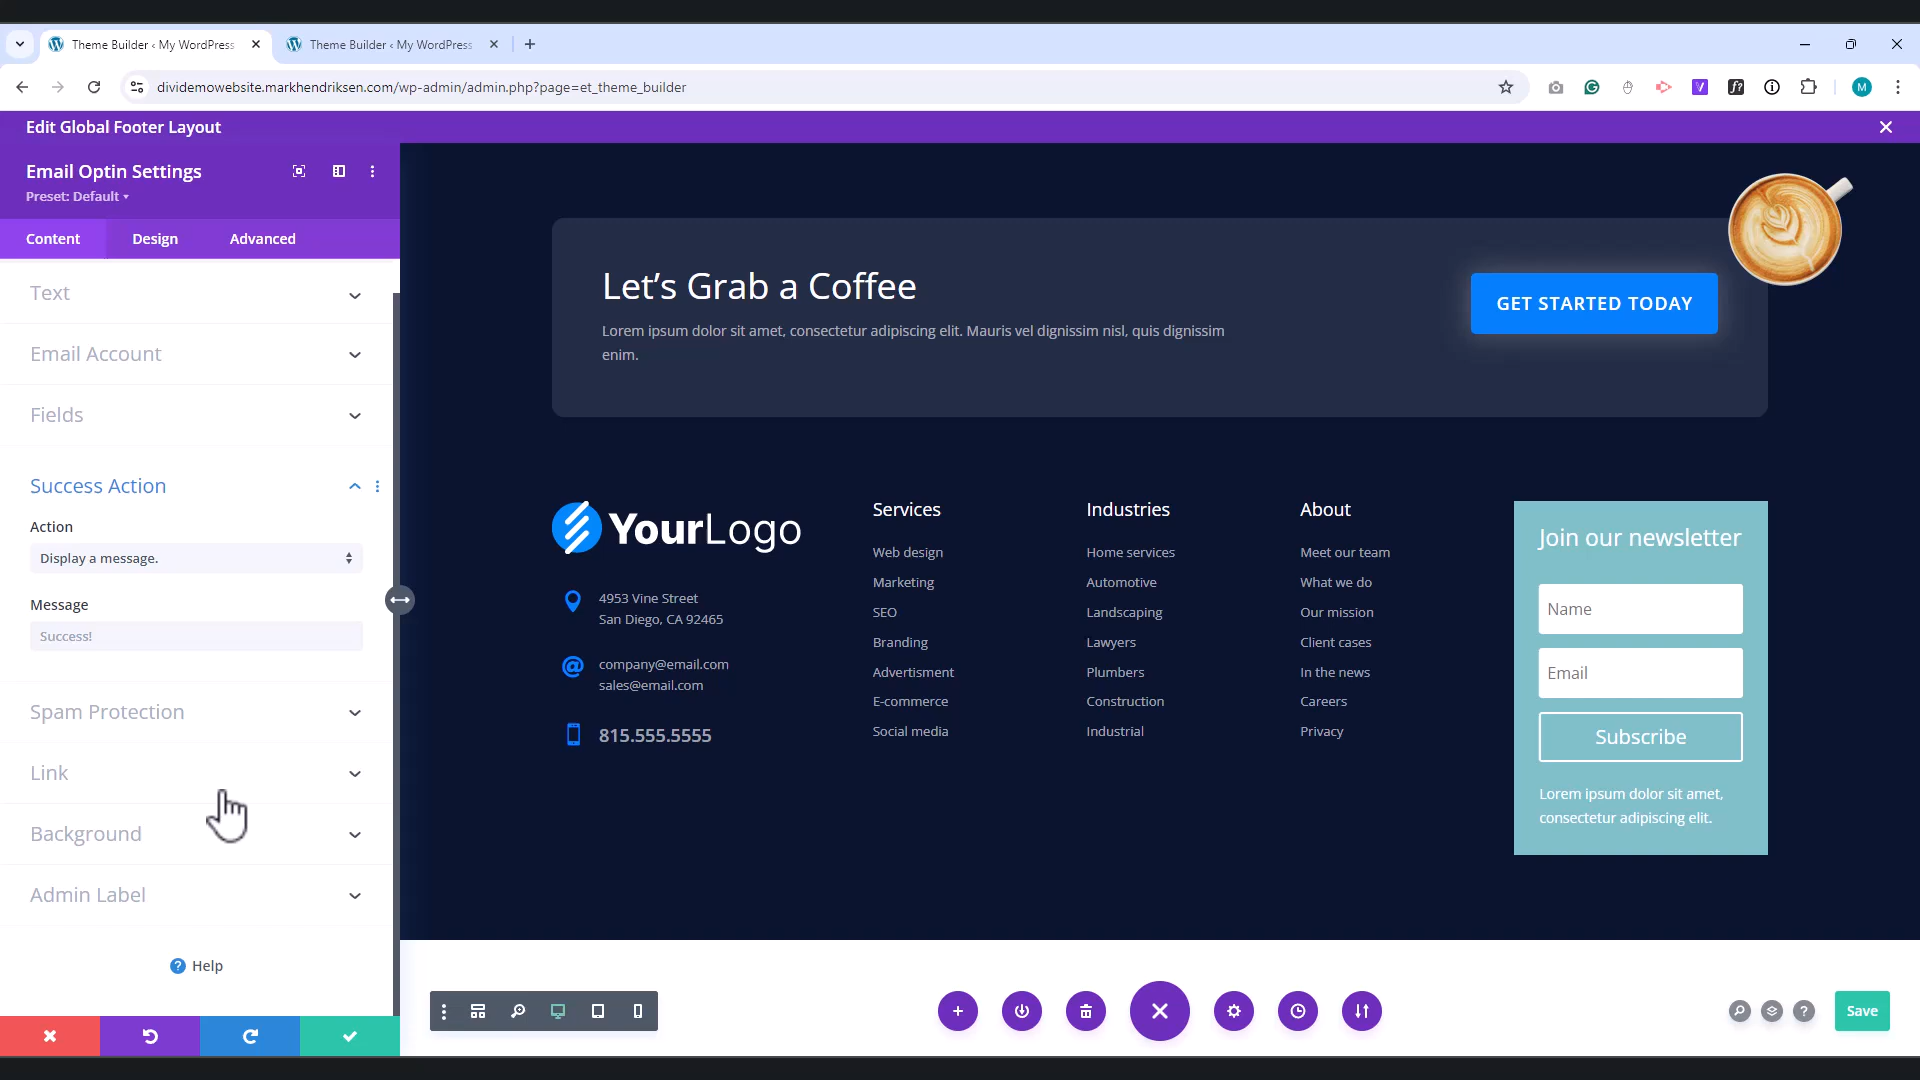 Theme Builder ‹ My WordPress
Theme Builder ‹ My WordPress
dividemowebsite.markhendriksen.com/wp-admin/admin.php?page=et_theme_builder
M
Edit Global Footer Layout
Email Optin Settings
Preset: Default
Content
Design
Advanced
Text
Email Account
Fields
Success Action
Action
Display a message.
Message
Success!
Spam Protection
Link
Background
Admin Label
Help
Let’s Grab a Coffee
Lorem ipsum dolor sit amet, consectetur adipiscing elit. Mauris vel dignissim nisl, quis dignissim
enim.
GET STARTED TODAY
YourLogo
4953 Vine Street
San Diego, CA 92465
company@email.com
sales@email.com
815.555.5555
Services
Web design
Marketing
SEO
Branding
Advertisment
E-commerce
Social media
Industries
Home services
Automotive
Landscaping
Lawyers
Plumbers
Construction
Industrial
About
Meet our team
What we do
Our mission
Client cases
In the news
Careers
Privacy
Join our newsletter
Name
Email
Subscribe
Lorem ipsum dolor sit amet,
consectetur adipiscing elit.
Save